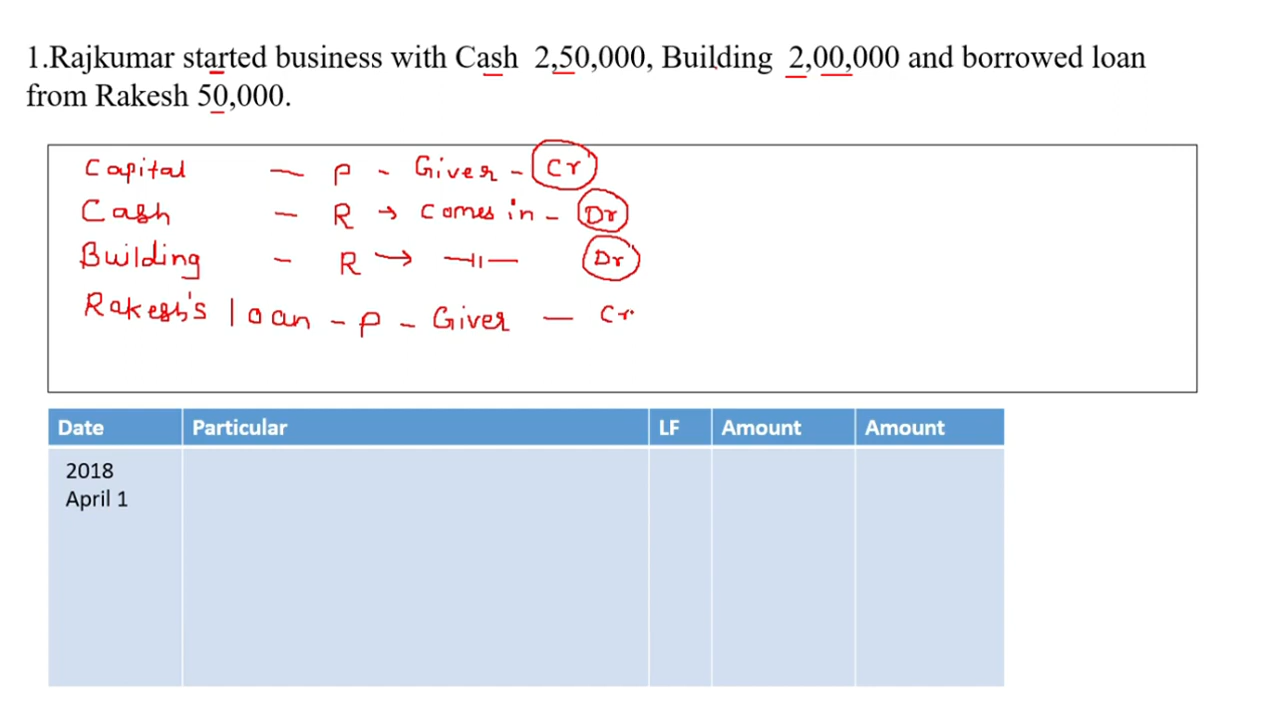 1.Rajkumar started business with Cash 2,50,000, Building 2,00,000 and borrowed loan
from Rakesh 50,000.
Capital — P - Giver - Cr
Cash — R → Comes in - Dr
Building — R → —॥— Dr
Rakesh's loan - P - Giver — Cr
Date Particular LF Amount Amount
2018
April 1